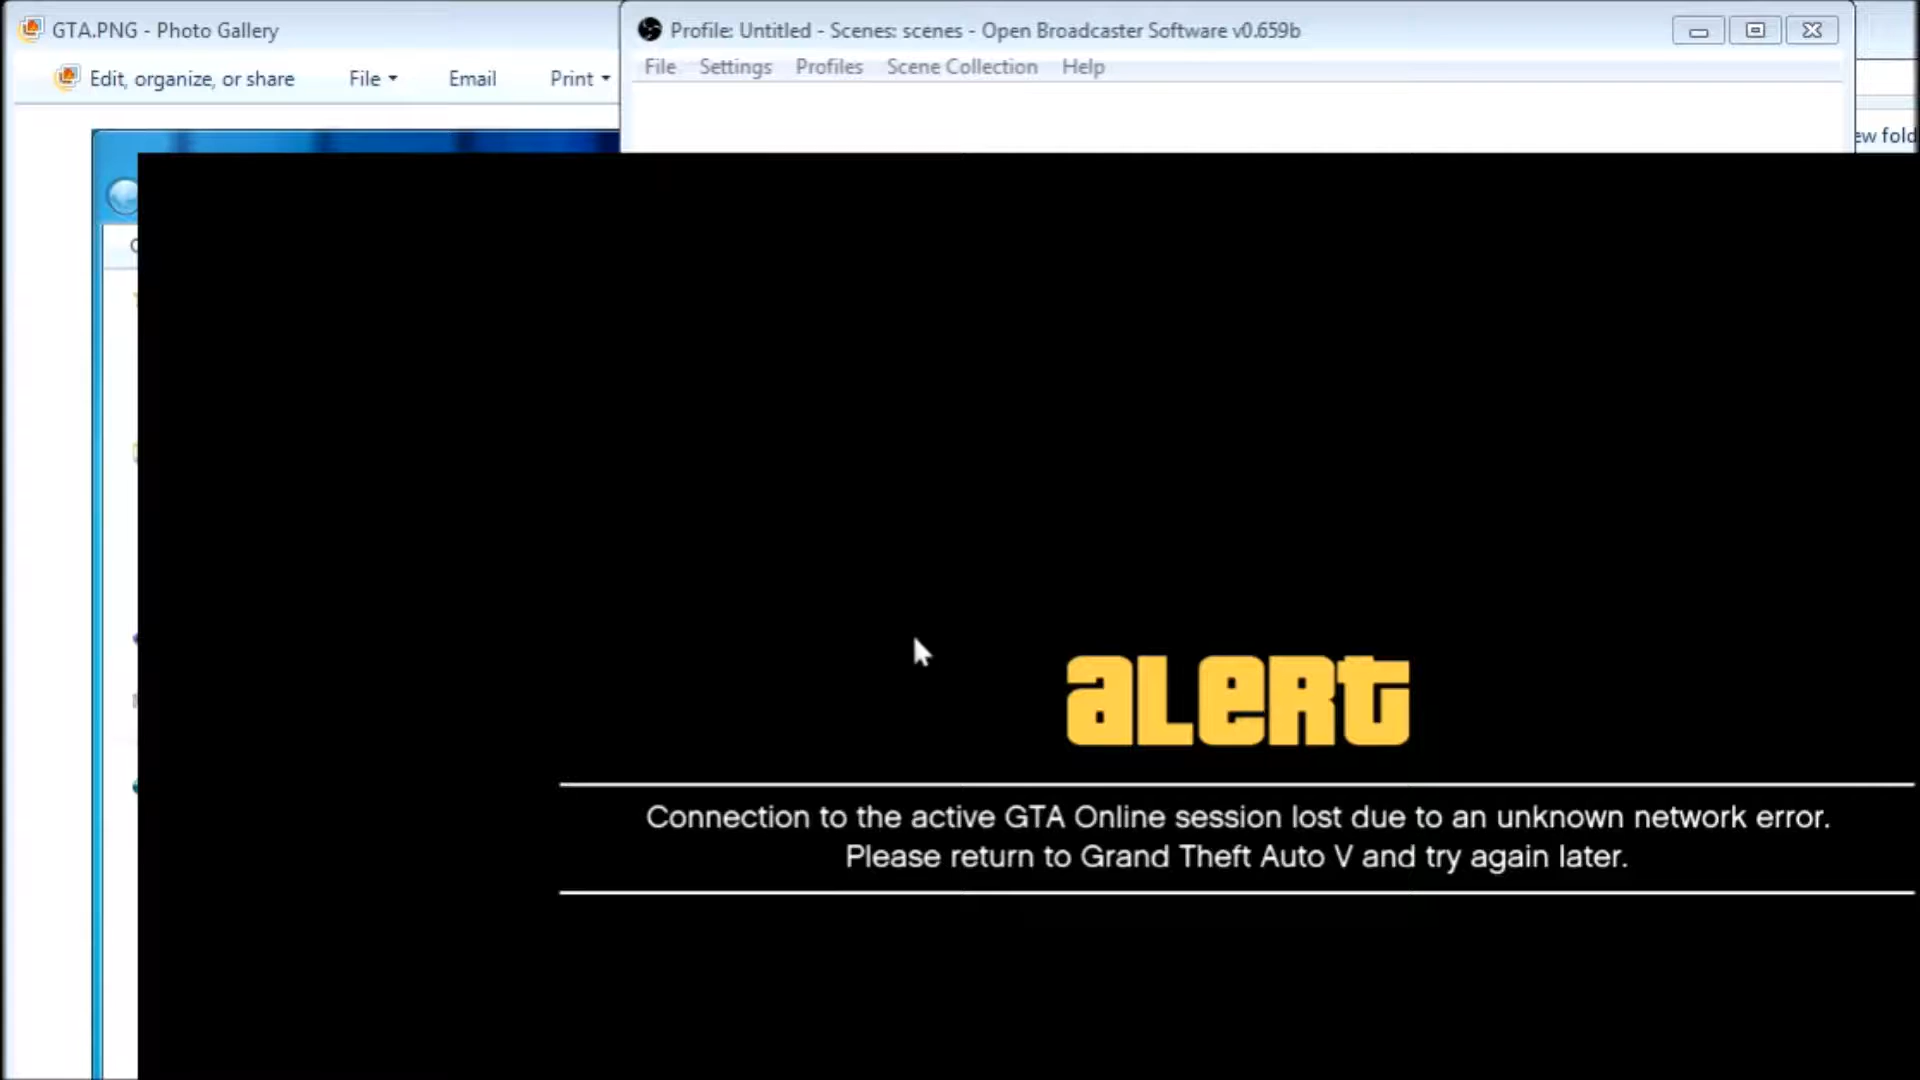 GTA.PNG - Photo Gallery
Profile: Untitled - Scenes: scenes - Open Broadcaster Software v0.659b
Edit, organize, or share File Email Print
File Settings Profiles Scene Collection Help
ew fold
aLeRt
Connection to the active GTA Online session lost due to an unknown network error.
Please return to Grand Theft Auto V and try again later.